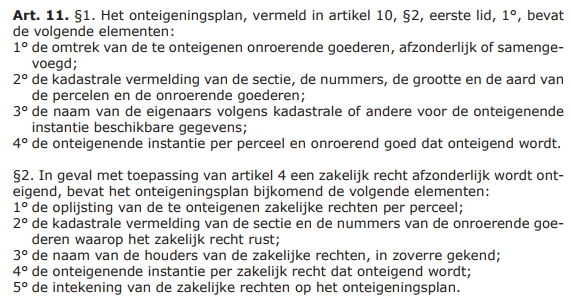 Art. 11. §1. Het onteigeningsplan, vermeld in artikel 10, §2, eerste lid, 1°, bevat
de volgende elementen:
1° de omtrek van de te onteigenen onroerende goederen, afzonderlijk of samenge-
voegd;
2° de kadastrale vermelding van de sectie, de nummers, de grootte en de aard van
de percelen en de onroerende goederen;
3° de naam van de eigenaars volgens kadastrale of andere voor de onteigenende
instantie beschikbare gegevens;
4° de onteigenende instantie per perceel en onroerend goed dat onteigend wordt.
§2. In geval met toepassing van artikel 4 een zakelijk recht afzonderlijk wordt ont-
eigend, bevat het onteigeningsplan bijkomend de volgende elementen:
1° de oplijsting van de te onteigenen zakelijke rechten per perceel;
2° de kadastrale vermelding van de sectie en de nummers van de onroerende goe-
deren waarop het zakelijk recht rust;
3° de naam van de houders van de zakelijke rechten, in zoverre gekend;
4° de onteigenende instantie per zakelijk recht dat onteigend wordt;
5° de intekening van de zakelijke rechten op het onteigeningsplan.